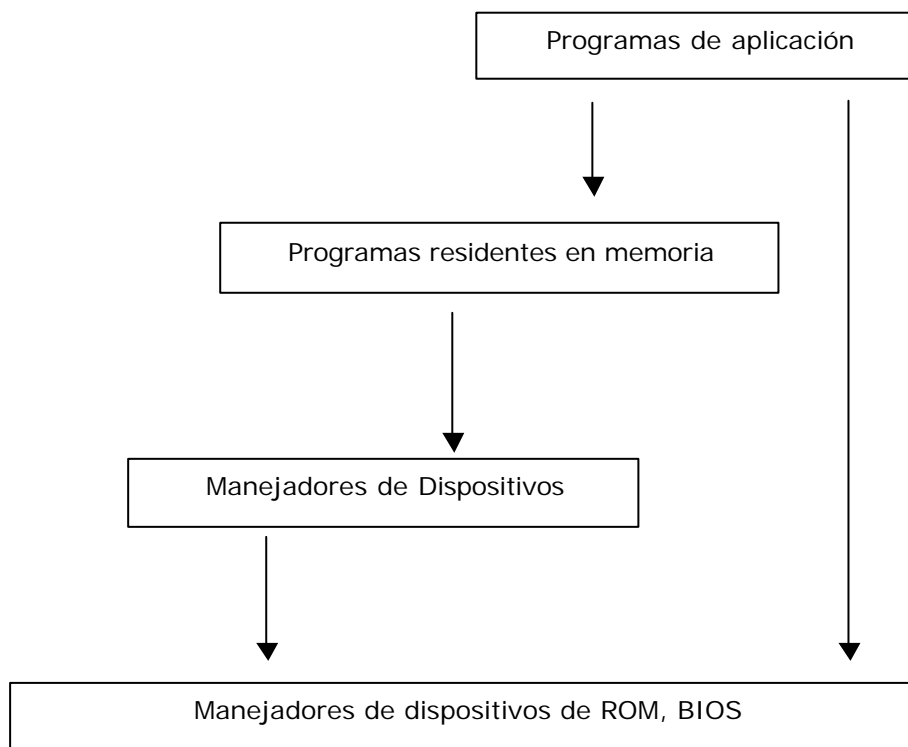 Programas de aplicación
Programas residentes en memoria
Manejadores de Dispositivos
Manejadores de dispositivos de ROM, BIOS